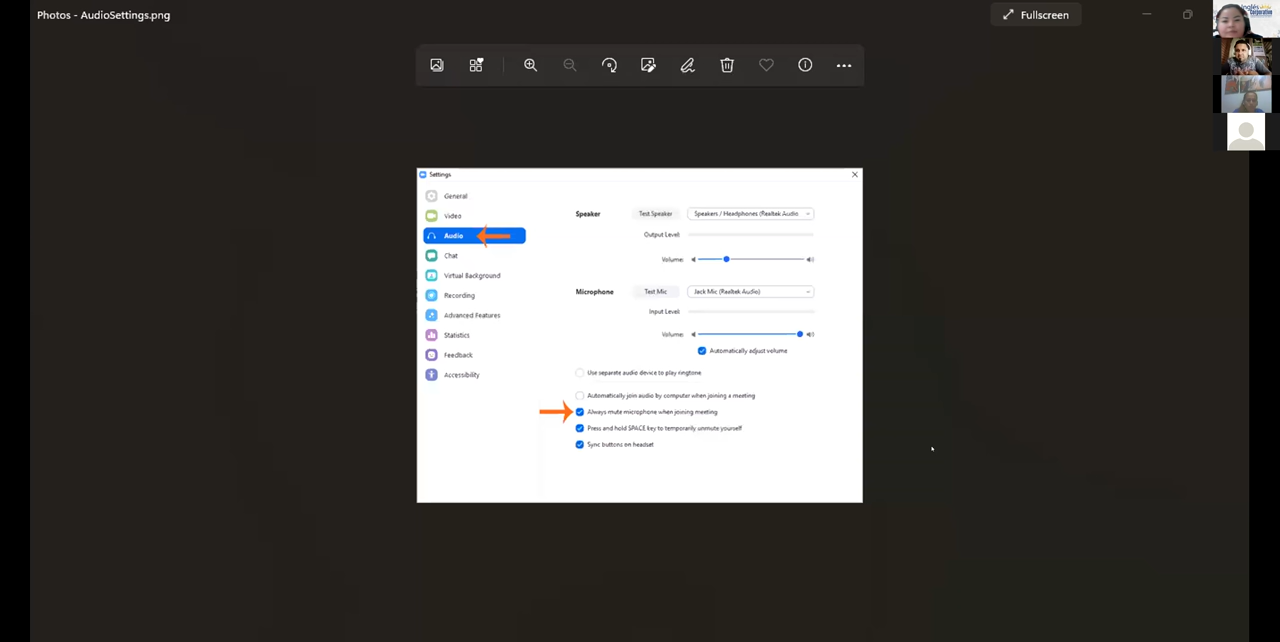 Photos - AudioSettings.png
Fullscreen
Settings
General
Video
Audio
Chat
Virtual Background
Recording
Advanced Features
Statistics
Feedback
Accessibility
Speaker
Test Speaker
Speakers / Headphones (Realtek Audio
Output Level:
Volume:
Microphone
Test Mic
Jack Mic (Realtek Audio)
Input Level:
Volume:
Automatically adjust volume
Use separate audio device to play ringtone
Automatically join audio by computer when joining a meeting
Always mute microphone when joining meeting
Press and hold SPACE key to temporarily unmute yourself
Sync buttons on headset